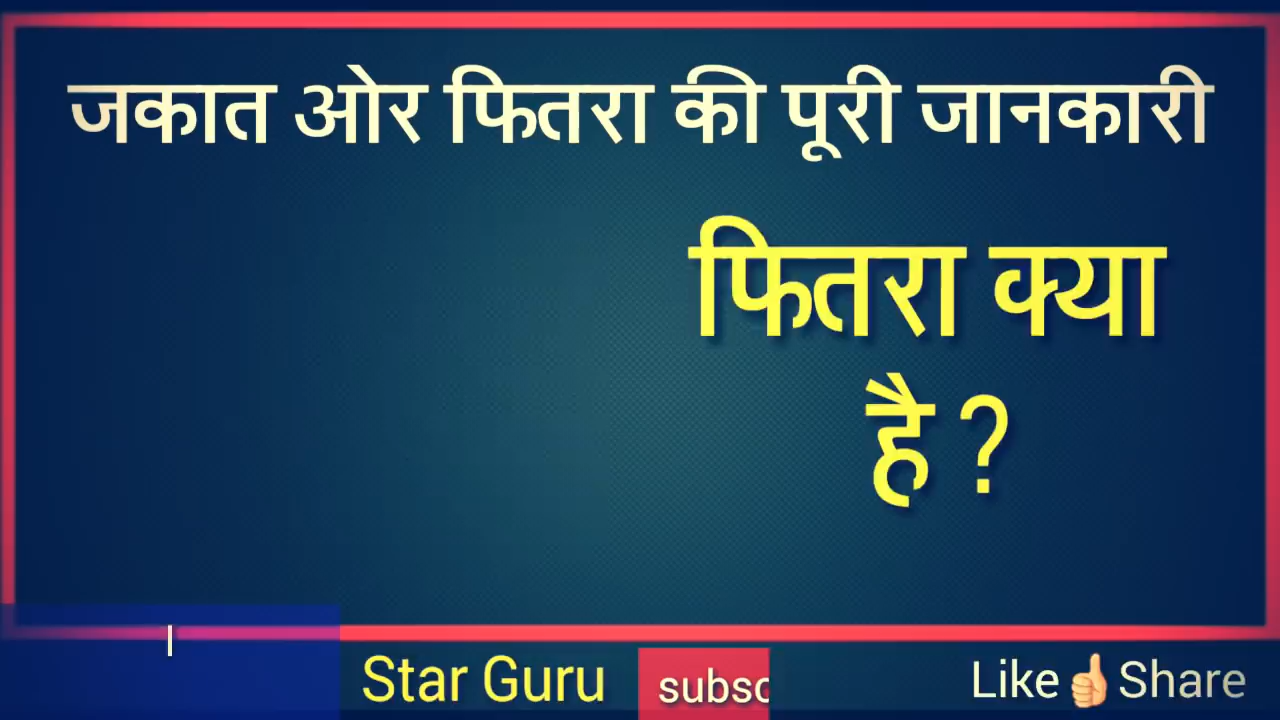 जकात ओर फितरा की पूरी जानकारी
फितरा क्या
है ?
Star Guru
subsc
Like👍Share